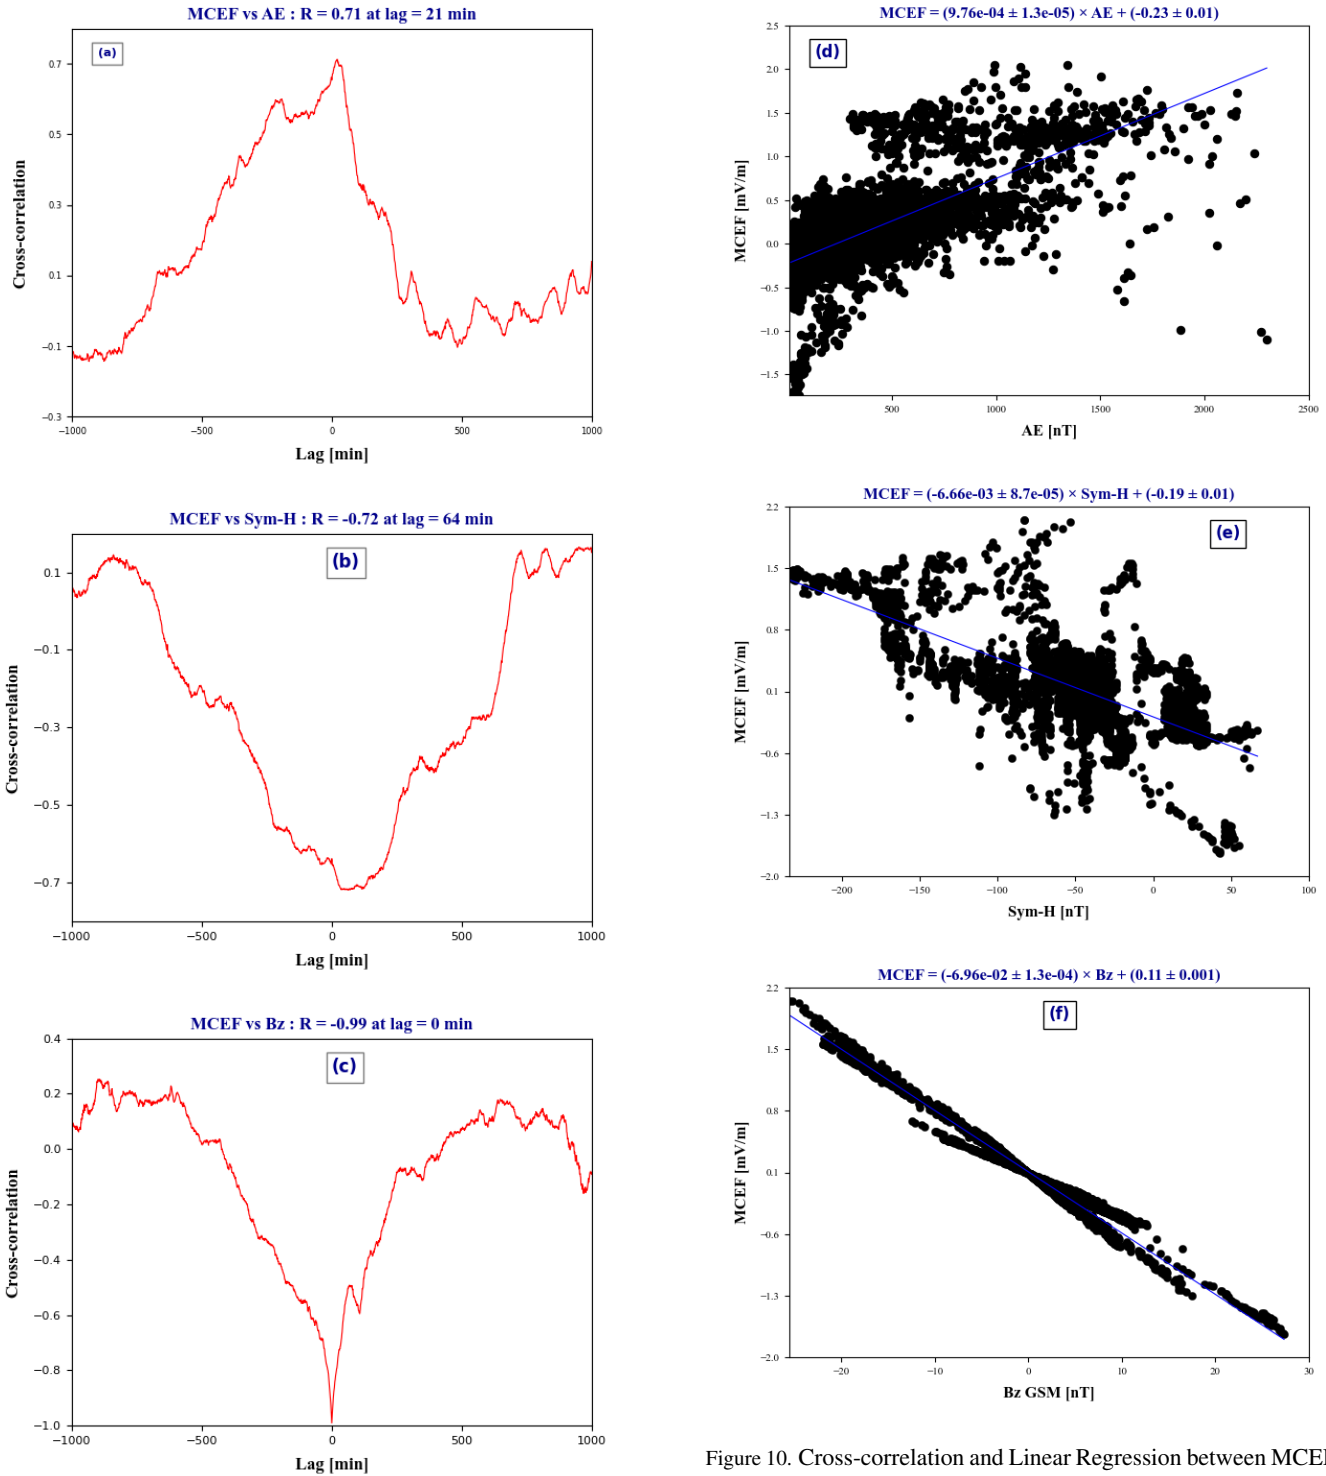 MCEF vs AE : R = 0.71 at lag = 21 min
(a)
0.7
0.5
0.3
0.1
−0.1
−0.3
Cross-correlation
−1000 −500 0 500 1000
Lag [min]
MCEF vs Sym-H : R = -0.72 at lag = 64 min
(b)
0.1
−0.1
−0.3
−0.5
−0.7
Cross-correlation
−1000 −500 0 500 1000
Lag [min]
MCEF vs Bz : R = -0.99 at lag = 0 min
(c)
0.4
0.2
0.0
−0.2
−0.4
−0.6
−0.8
−1.0
Cross-correlation
−1000 −500 0 500 1000
Lag [min]
MCEF = (9.76e-04 ± 1.3e-05) × AE + (-0.23 ± 0.01)
(d)
2.5
2.0
1.5
1.0
0.5
0.0
−0.5
−1.0
−1.5
MCEF [mV/m]
500 1000 1500 2000 2500
AE [nT]
MCEF = (-6.66e-03 ± 8.7e-05) × Sym-H + (-0.19 ± 0.01)
(e)
2.2
1.5
0.8
0.1
−0.6
−1.3
−2.0
MCEF [mV/m]
−200 −150 −100 −50 0 50 100
Sym-H [nT]
MCEF = (-6.96e-02 ± 1.3e-04) × Bz + (0.11 ± 0.001)
(f)
2.2
1.5
0.8
0.1
−0.6
−1.3
−2.0
MCEF [mV/m]
−20 −10 0 10 20 30
Bz GSM [nT]
Figure 10. Cross-correlation and Linear Regression between MCEF